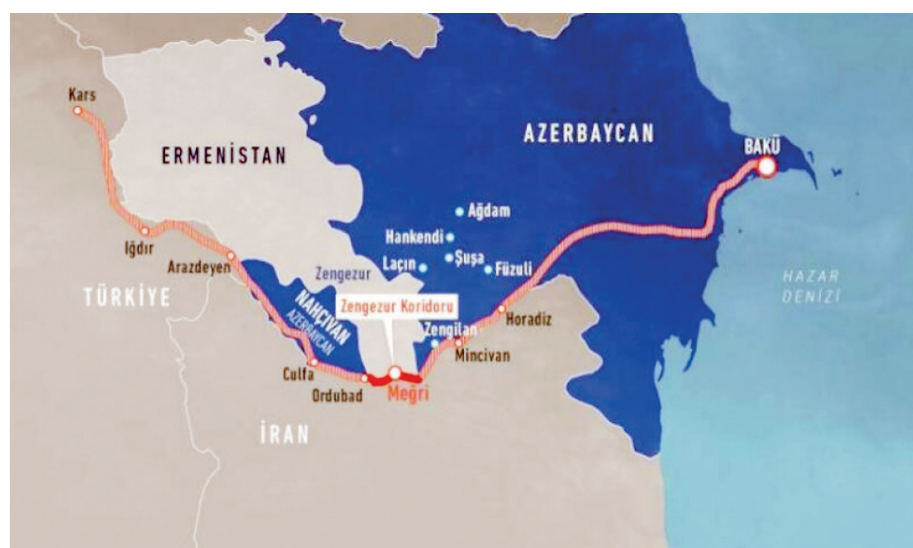 Kars
ERMENİSTAN
AZERBAYCAN
BAKÜ
Ağdam
Hankendi
Iğdır
Şuşa
Laçın
Füzuli
Arazdeyen
Zengezur
HAZAR
DENİZİ
TÜRKİYE
NAHÇIVAN
AZERBAYCAN
Zengezur Koridoru
Horadiz
Zengilan
Mincivan
Culfa
Ordubad
Meğri
İRAN